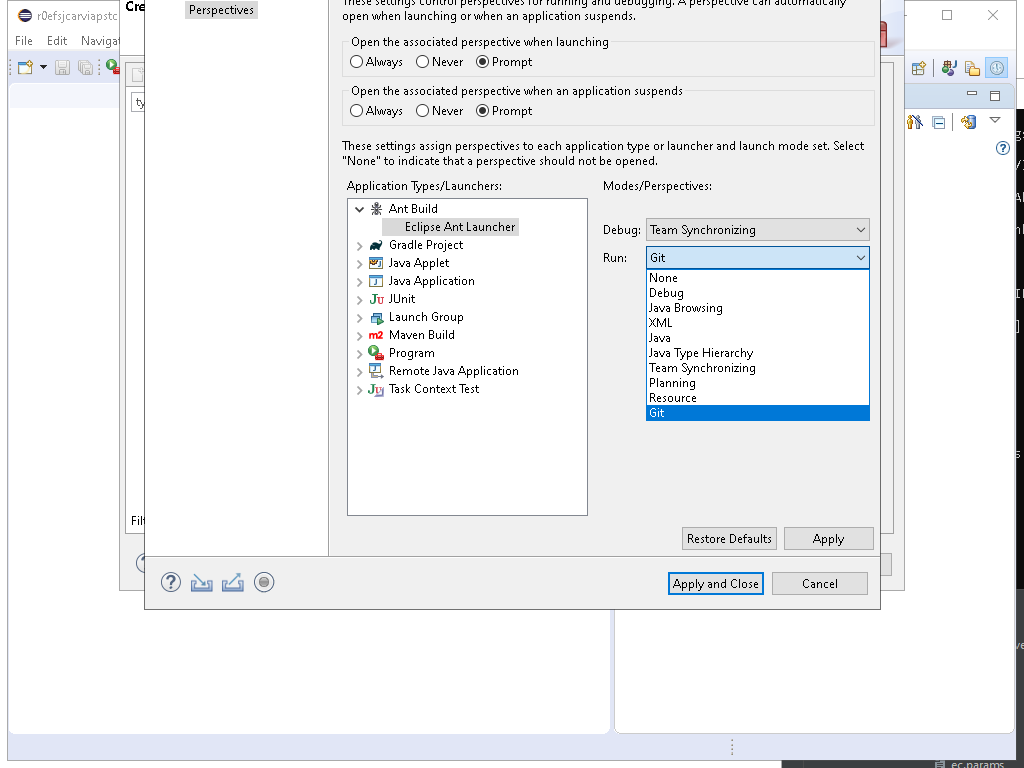 r0efsjcarviapstc
Cre
File Edit Navigat
Perspectives
These settings control perspectives for running and debugging. A perspective can automatically
open when launching or when an application suspends.
Open the associated perspective when launching
Always Never Prompt
Open the associated perspective when an application suspends
Always Never Prompt
These settings assign perspectives to each application type or launcher and launch mode set. Select
"None" to indicate that a perspective should not be opened.
Application Types/Launchers:
Modes/Perspectives:
Ant Build
Eclipse Ant Launcher
Gradle Project
Java Applet
Java Application
JUnit
Launch Group
Maven Build
Program
Remote Java Application
Task Context Test
Debug: Team Synchronizing
Run: Git
None
Debug
Java Browsing
XML
Java
Java Type Hierarchy
Team Synchronizing
Planning
Resource
Git
ty
Filt
Restore Defaults Apply
Apply and Close Cancel
ec.params